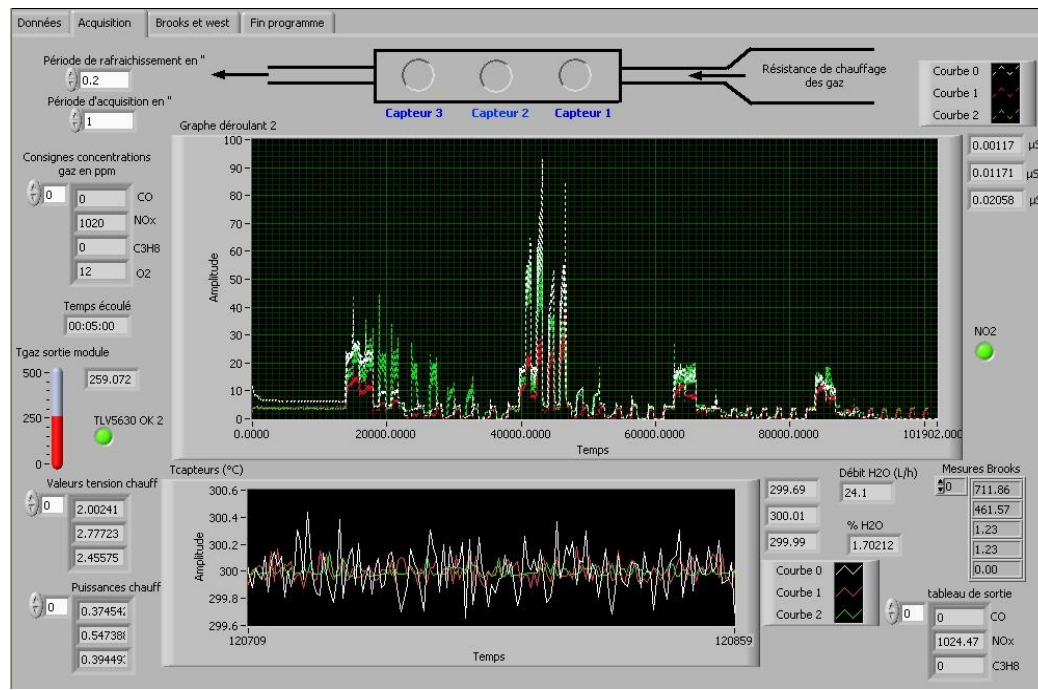 Données
Acquisition
Brooks et west
Fin programme
Période de rafraichissement en "
0.2
Période d'acquisition en "
1
Capteur 3
Capteur 2
Capteur 1
Résistance de chauffage
des gaz
Courbe 0
Courbe 1
Courbe 2
Graphe déroulant 2
0.00117
0.01171
0.02058
Consignes concentrations
gaz en ppm
0
0 CO
1020 NOx
0 C3H8
12 O2
Temps écoulé
00:05:00
Tgaz sortie module
500
250
0
259.072
TLV5630 OK 2
Amplitude
100
90
80
70
60
50
40
30
20
10
0
0.0000
20000.0000
40000.0000
60000.0000
80000.0000
101902.000
Temps
NO2
Valeurs tension chauff
0
2.00241
2.77723
2.45575
Puissances chauff
0
0.374542
0.547388
0.39449
Tcapteurs (°C)
Amplitude
300.6
300.4
300.2
300
299.8
299.6
120709
120859
Temps
299.69
300.01
299.99
Débit H2O (L/h)
24.1
% H2O
1.70212
Courbe 0
Courbe 1
Courbe 2
Mesures Brooks
0
711.86
461.57
1.23
1.23
0.00
tableau de sortie
0
0 CO
1024.47 NOx
0 C3H8